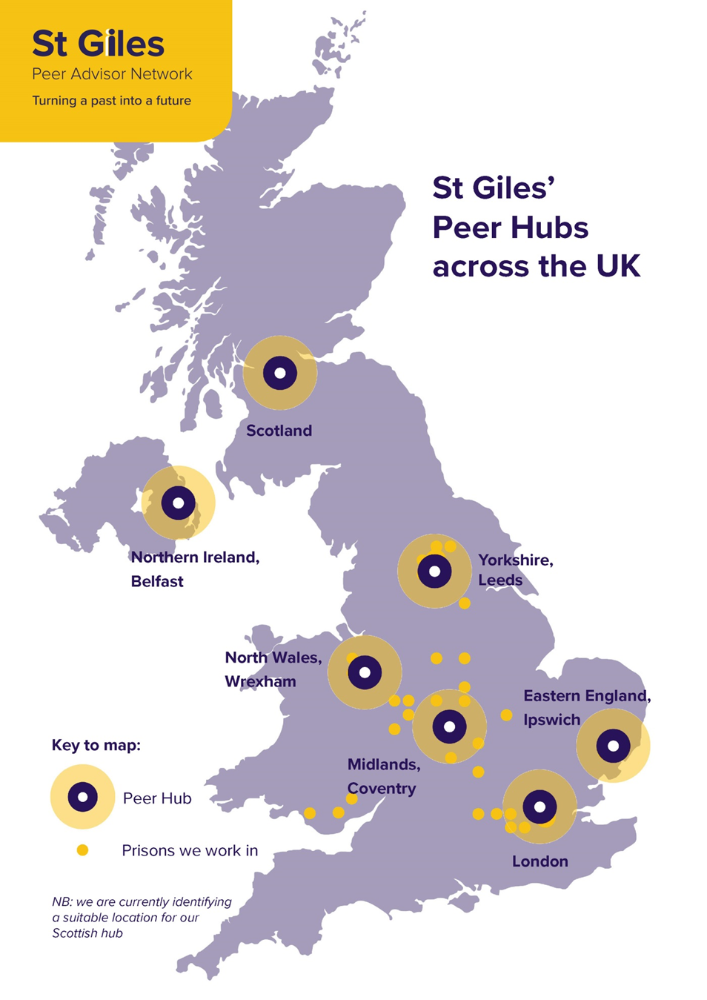 St Giles
Peer Advisor Network
Turning a past into a future
St Giles’
Peer Hubs
across the UK
Scotland
Northern Ireland,
Belfast
Yorkshire,
Leeds
North Wales,
Wrexham
Eastern England,
Ipswich
Midlands,
Coventry
London
Key to map:
Peer Hub
Prisons we work in
NB: we are currently identifying
a suitable location for our
Scottish hub